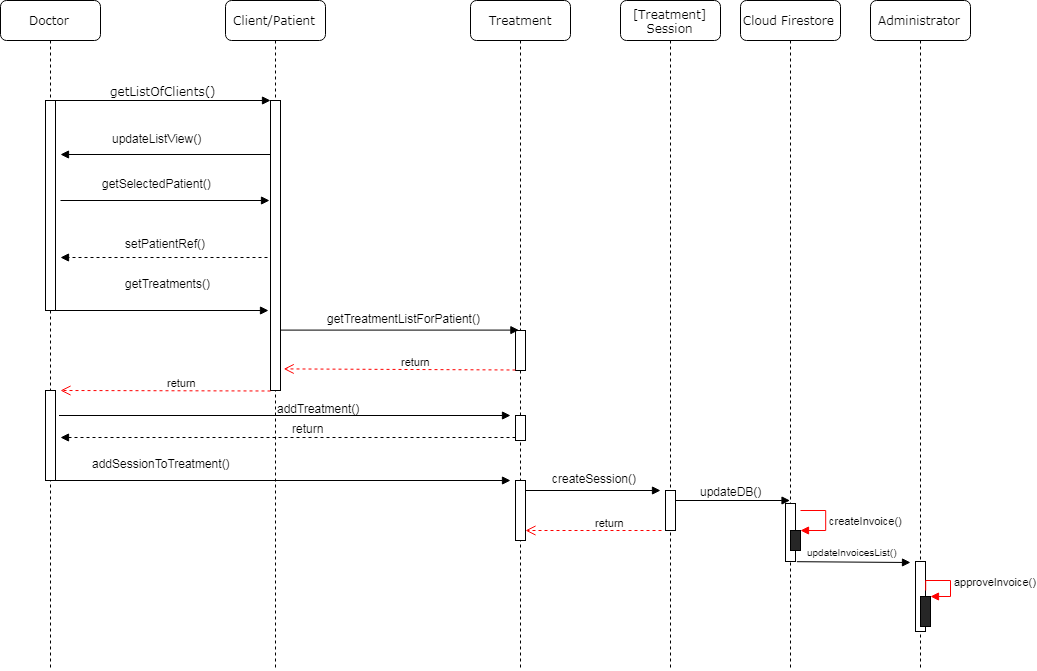 Doctor
Client/Patient
Treatment
[Treatment]
Session
Cloud Firestore
Administrator
getListOfClients()
updateListView()
getSelectedPatient()
setPatientRef()
getTreatments()
getTreatmentListForPatient()
return
return
addTreatment()
return
addSessionToTreatment()
createSession()
updateDB()
return
createInvoice()
updateInvoicesList()
approveInvoice()